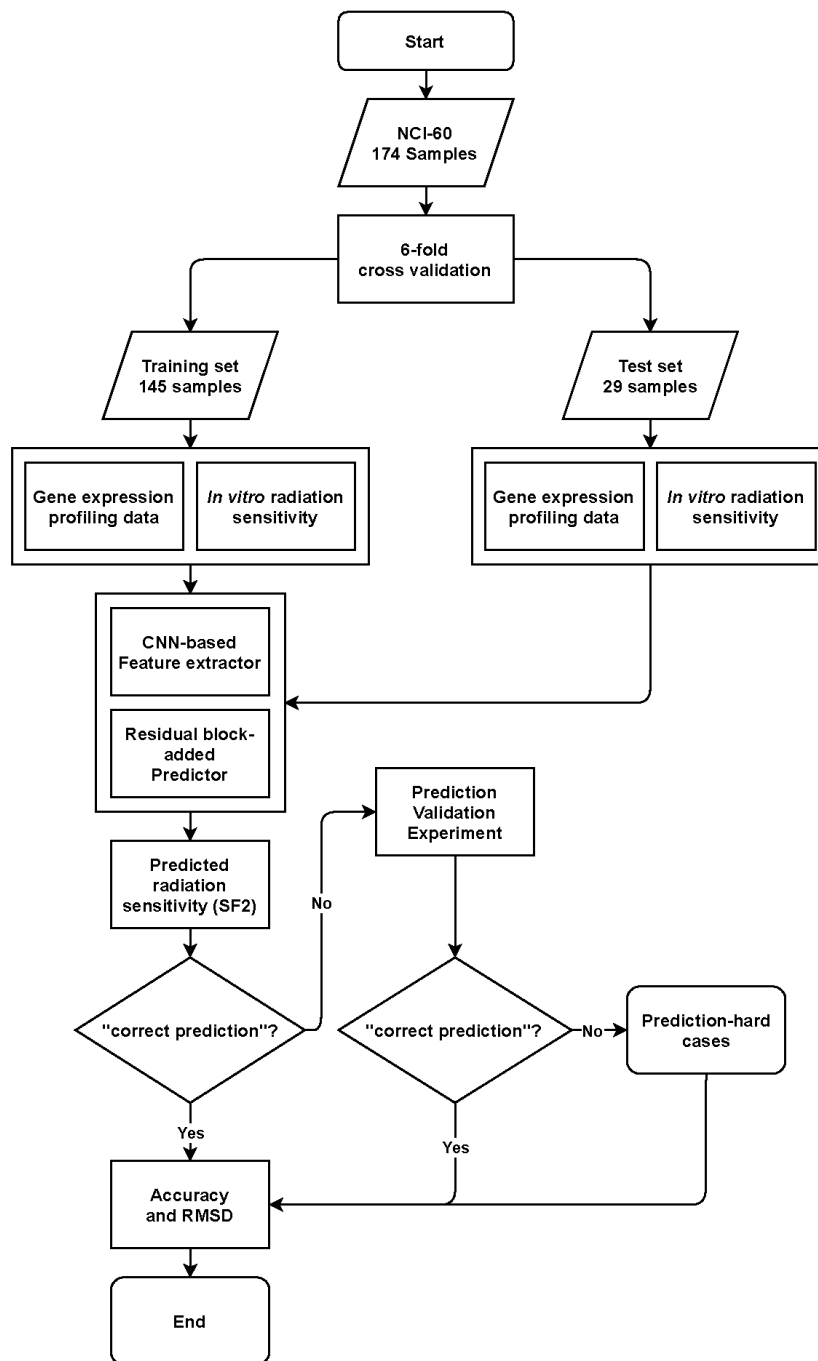 Start
NCI-60
174 Samples
6-fold
cross validation
Training set
145 samples
Test set
29 samples
Gene expression
profiling data
In vitro radiation
sensitivity
Gene expression
profiling data
In vitro radiation
sensitivity
CNN-based
Feature extractor
Residual block-
added
Predictor
Prediction
Validation
Experiment
Predicted
radiation
sensitivity (SF2)
No
"correct prediction"?
"correct prediction"?
No
Prediction-hard
cases
Yes
Yes
Accuracy
and RMSD
End